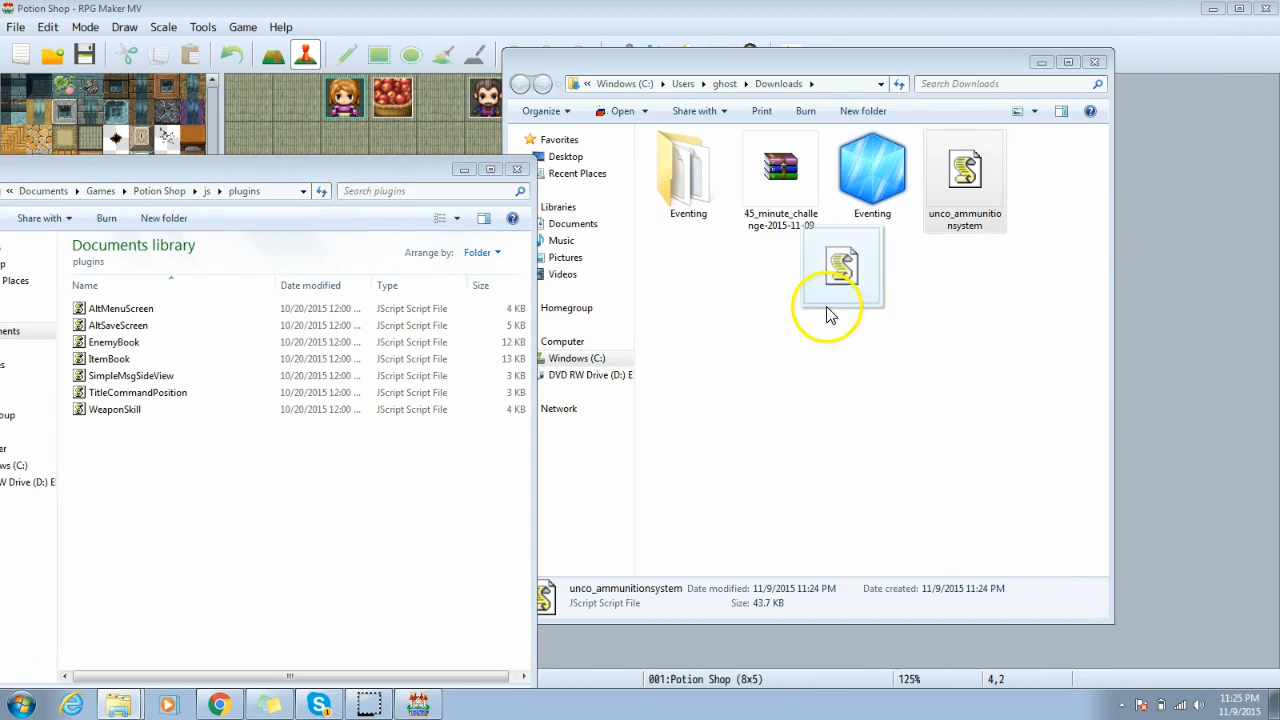 Potion Shop - RPG Maker MV
File Edit Mode Draw Scale Tools Game Help
« Windows (C:) Users ghost Downloads
Search Downloads
Organize Open Share with Print Burn New folder
Favorites
Desktop
Recent Places
Libraries
Documents
Music
Pictures
Videos
Homegroup
Computer
Windows (C:)
DVD RW Drive (D:) E
Network
Eventing
45_minute_challe
nge-2015-11-09
Eventing
unco_ammunitio
nsystem
unco_ammunitionsystem Date modified: 11/9/2015 11:24 PM Date created: 11/9/2015 11:24 PM
JScript Script File Size: 43.7 KB
« Documents Games Potion Shop js plugins
Search plugins
Share with Burn New folder
Documents library
plugins
Arrange by: Folder
Name Date modified Type Size
AltMenuScreen 10/20/2015 12:00 ... JScript Script File 4 KB
AltSaveScreen 10/20/2015 12:00 ... JScript Script File 5 KB
EnemyBook 10/20/2015 12:00 ... JScript Script File 12 KB
ItemBook 10/20/2015 12:00 ... JScript Script File 13 KB
SimpleMsgSideView 10/20/2015 12:00 ... JScript Script File 3 KB
TitleCommandPosition 10/20/2015 12:00 ... JScript Script File 3 KB
WeaponSkill 10/20/2015 12:00 ... JScript Script File 4 KB
Places
001:Potion Shop (8x5) 125% 4,2
11:25 PM
11/9/2015